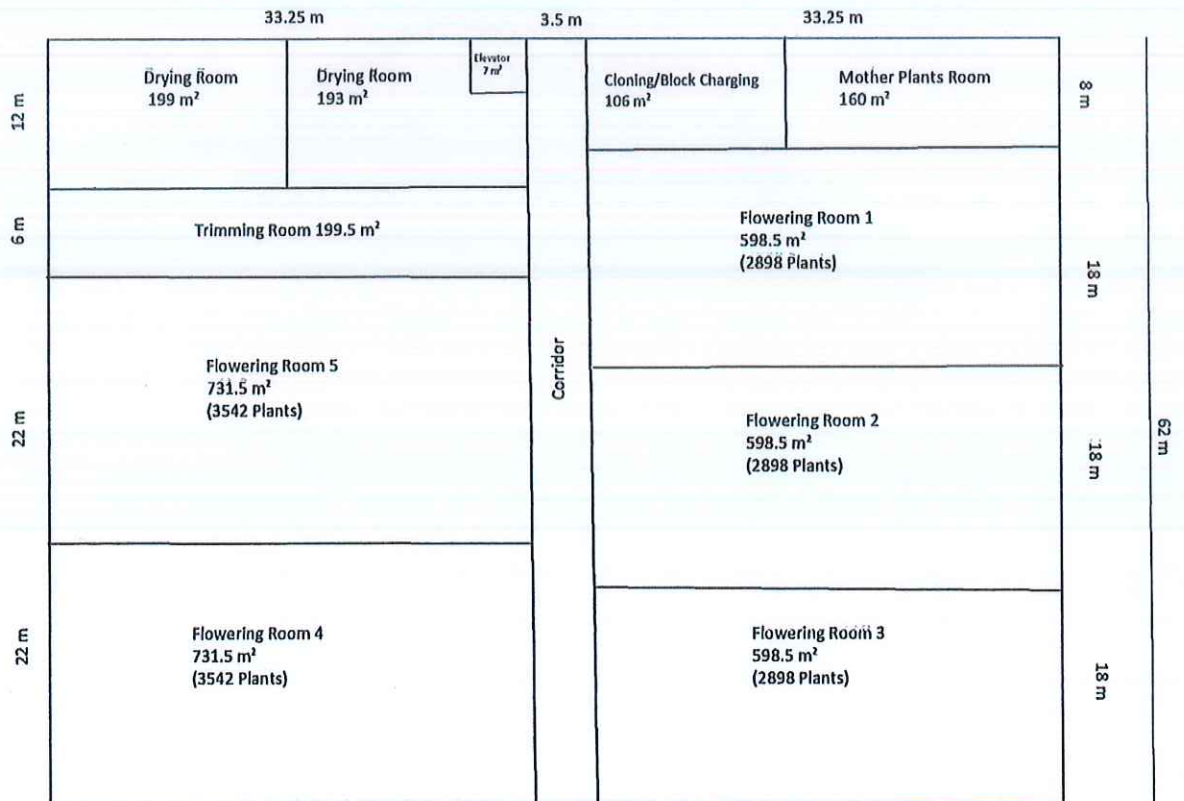 33.25 m
3.5 m
33.25 m
Drying Room
199 m²
Drying Room
193 m²
Elevator
7 m²
Cloning/Block Charging
106 m²
Mother Plants Room
160 m²
12 m
8 m
6 m
Trimming Room 199.5 m²
Flowering Room 1
598.5 m²
(2898 Plants)
18 m
Flowering Room 5
731.5 m²
(3542 Plants)
22 m
Corridor
Flowering Room 2
598.5 m²
(2898 Plants)
18 m
62 m
Flowering Room 4
731.5 m²
(3542 Plants)
22 m
Flowering Room 3
598.5 m²
(2898 Plants)
18 m